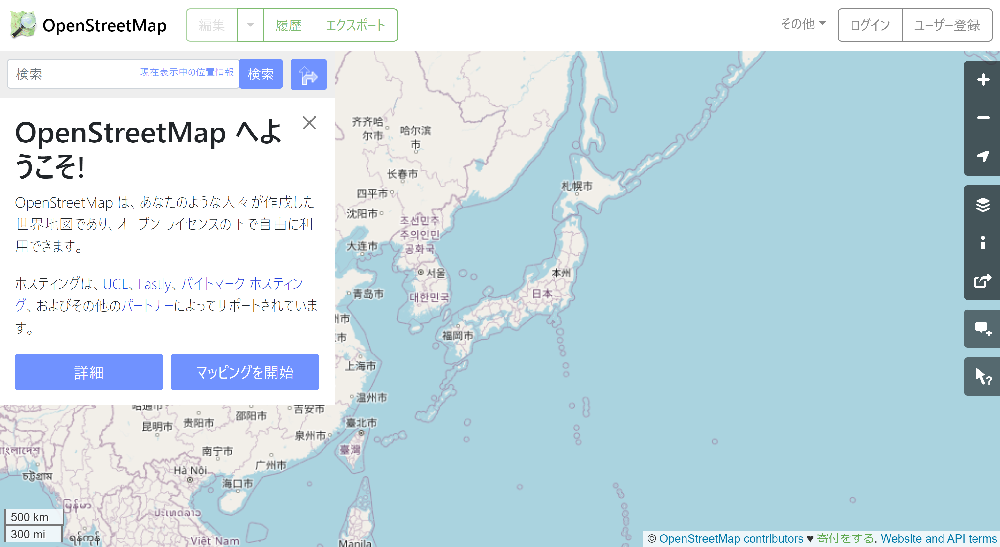 OpenStreetMap
編集
履歴
エクスポート
その他
ログイン
ユーザー登録
検索
現在表示中の位置情報
検索
OpenStreetMap へよ
うこそ!
OpenStreetMap は、あなたのような人々が作成した
世界地図であり、オープン ライセンスの下で自由に利
用できます。
ホスティングは、UCL、Fastly、バイトマーク ホスティン
グ、およびその他のパートナーによってサポートされていま
す。
詳細
マッピングを開始
齐齐哈
尔市
哈尔滨
市
长春市
四平市
沈阳市
조선민주
주의인민
공화국
大连市
서울
대한민국
青岛市
札幌市
本州
日本
福岡市
州市
市
上海市
温州市
吉安市
邵阳市
贵阳市
昆明市
臺北市
泉州市
臺灣
南宁市
广州市
Hà Nội
海口市
চট্টগ্রাম
မြန်မာ
ປະເທດລາວ
ရန်ကုန်
Việt Nam
Manila
500 km
300 mi
© OpenStreetMap contributors ♥ 寄付をする. Website and API terms